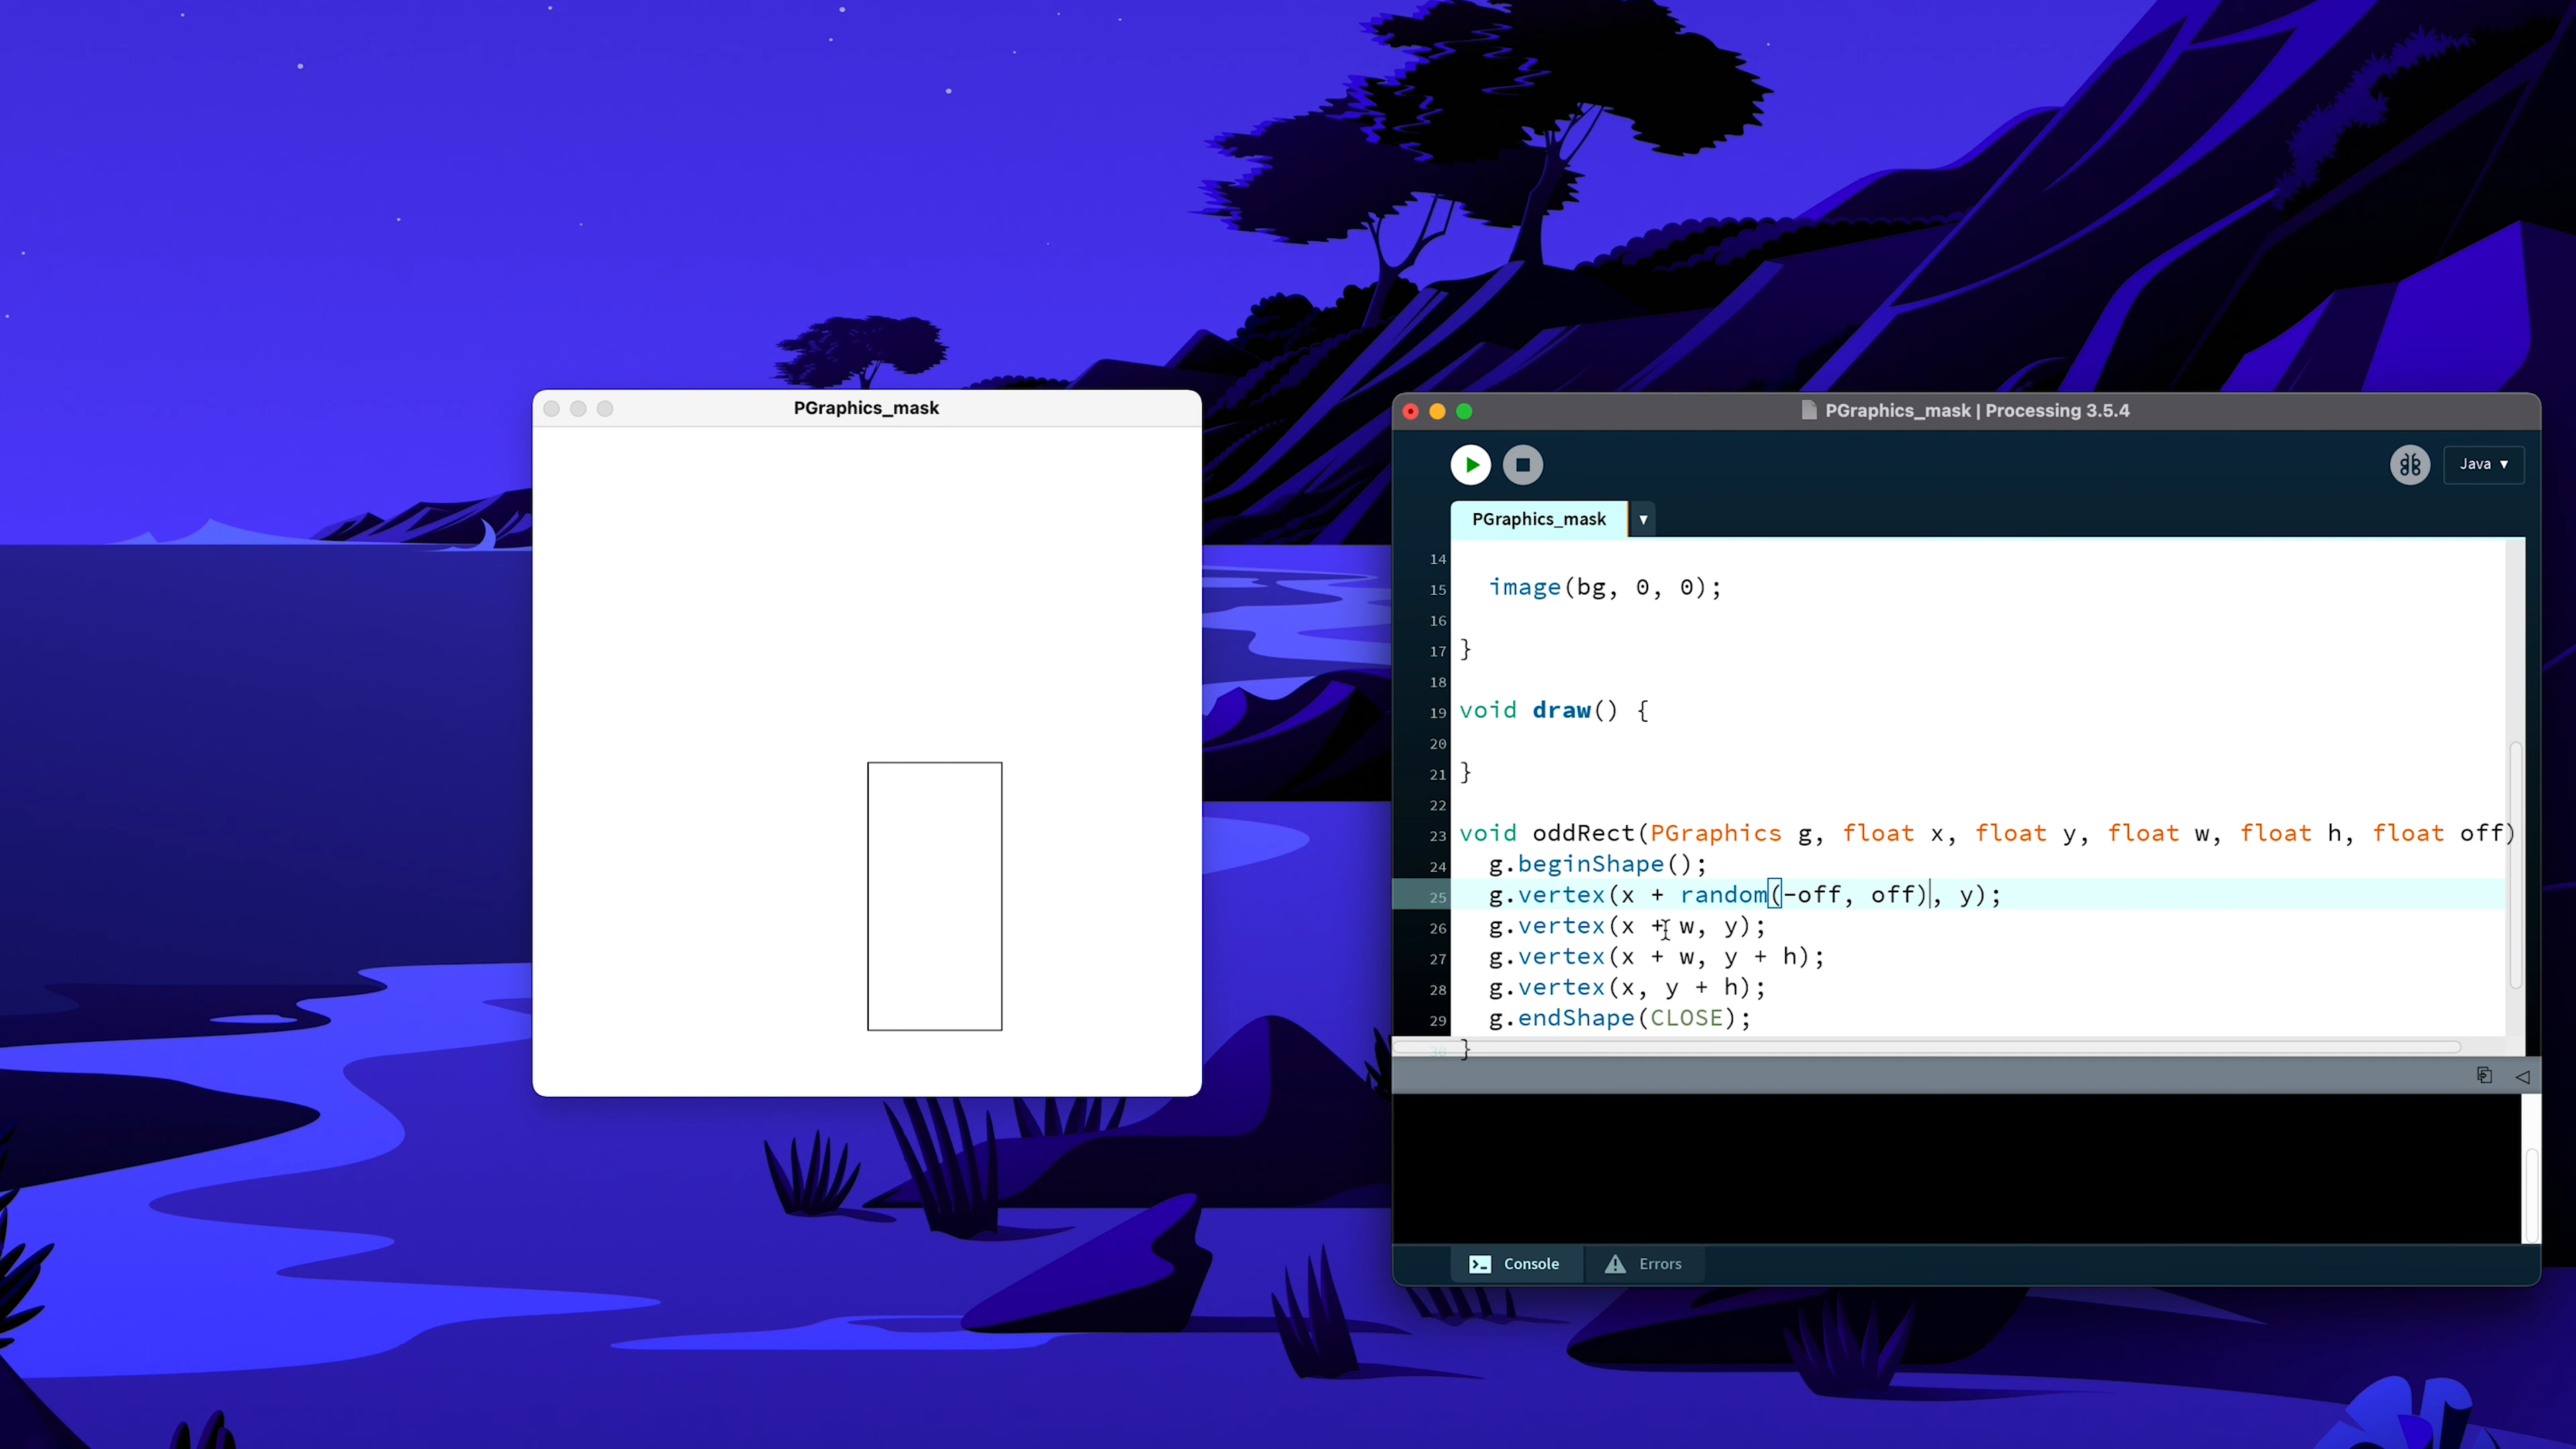 PGraphics_mask
PGraphics_mask | Processing 3.5.4
Java ▾
PGraphics_mask ▾
14
15 image(bg, 0, 0);
16
17 }
18
19 void draw() {
20
21 }
22
23 void oddRect(PGraphics g, float x, float y, float w, float h, float off)
24 g.beginShape();
25 g.vertex(x + random(-off, off), y);
26 g.vertex(x + w, y);
27 g.vertex(x + w, y + h);
28 g.vertex(x, y + h);
29 g.endShape(CLOSE);
30 }
Console Errors